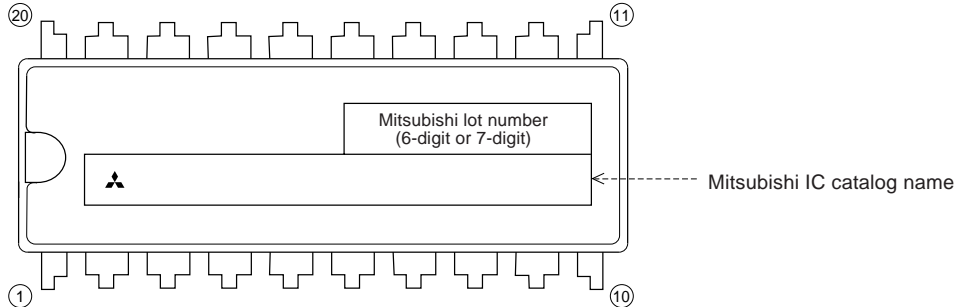 ⑳
⑪
Mitsubishi lot number
(6-digit or 7-digit)
Mitsubishi IC catalog name
①
⑩